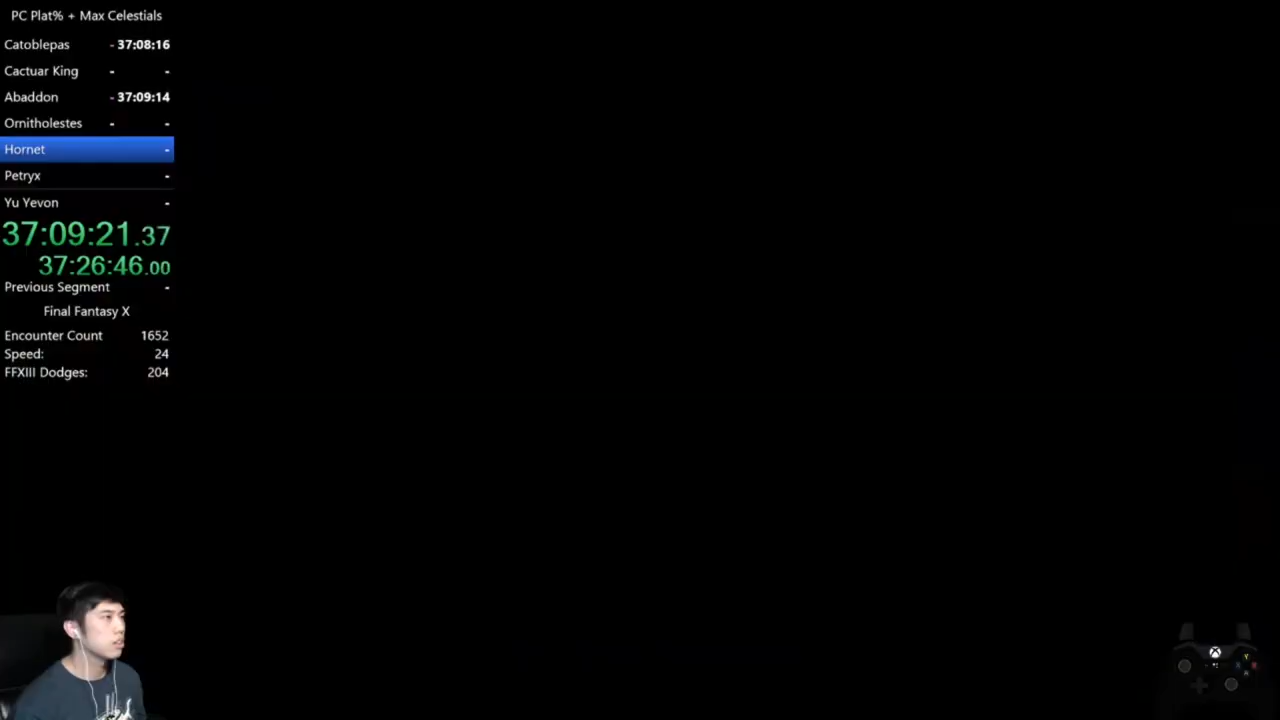 PC Plat% + Max Celestials
Catoblepas - 37:08:16
Cactuar King - -
Abaddon - 37:09:14
Ornitholestes - -
Hornet -
Petryx -
Yu Yevon -
37:09:21.37
37:26:46.00
Previous Segment -
Final Fantasy X
Encounter Count 1652
Speed: 24
FFXIII Dodges: 204